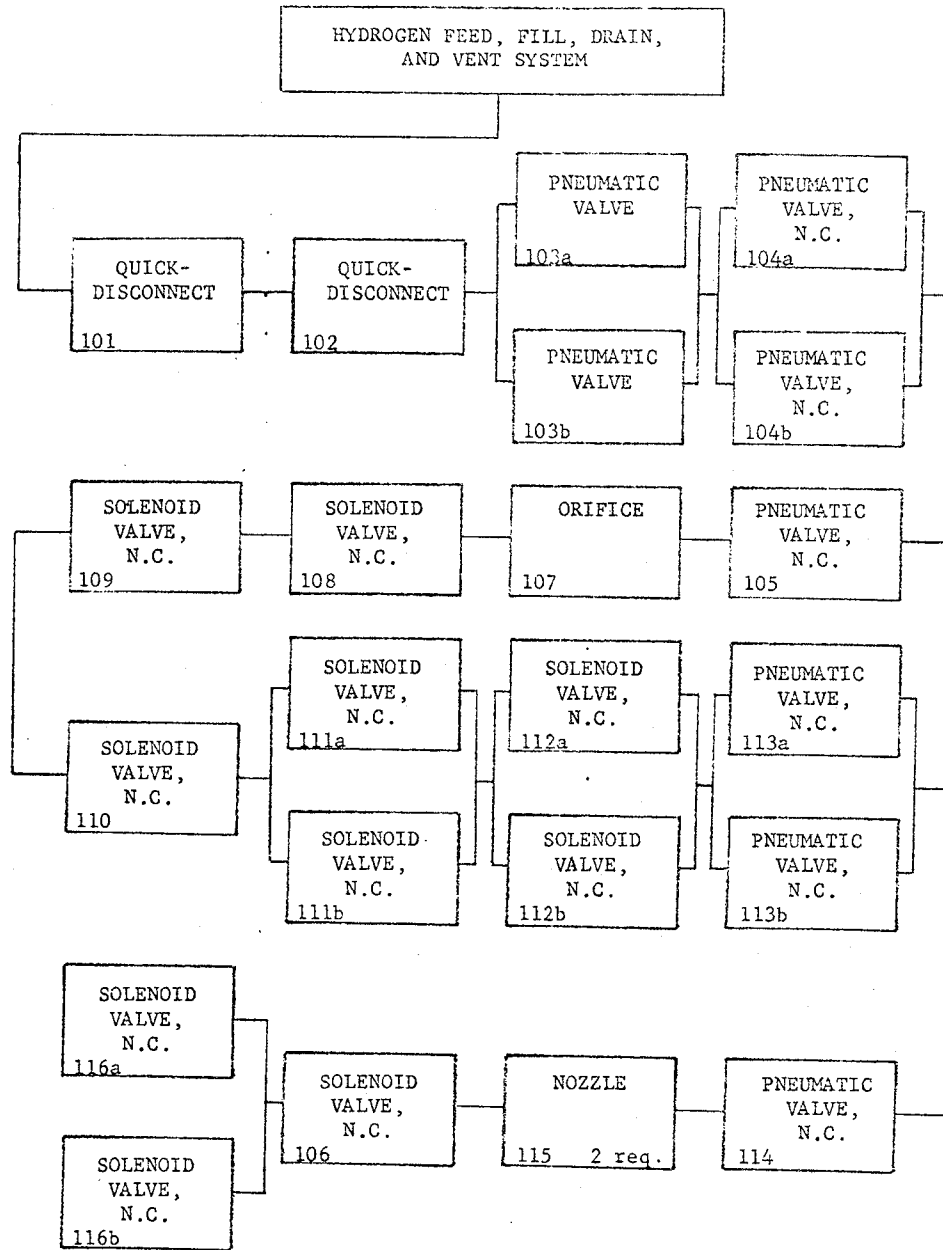 HYDROGEN FEED, FILL, DRAIN,
AND VENT SYSTEM
PNEUMATIC
VALVE
103a
PNEUMATIC
VALVE,
N.C.
104a
QUICK-
DISCONNECT
101
QUICK-
DISCONNECT
102
PNEUMATIC
VALVE
103b
PNEUMATIC
VALVE,
N.C.
104b
SOLENOID
VALVE,
N.C.
109
SOLENOID
VALVE,
N.C.
108
ORIFICE
107
PNEUMATIC
VALVE,
N.C.
105
SOLENOID
VALVE,
N.C.
111a
SOLENOID
VALVE,
N.C.
112a
PNEUMATIC
VALVE,
N.C.
113a
SOLENOID
VALVE,
N.C.
110
SOLENOID
VALVE,
N.C.
111b
SOLENOID
VALVE,
N.C.
112b
PNEUMATIC
VALVE,
N.C.
113b
SOLENOID
VALVE,
N.C.
116a
SOLENOID
VALVE,
N.C.
106
NOZZLE
115 2 req.
PNEUMATIC
VALVE,
N.C.
114
SOLENOID
VALVE,
N.C.
116b